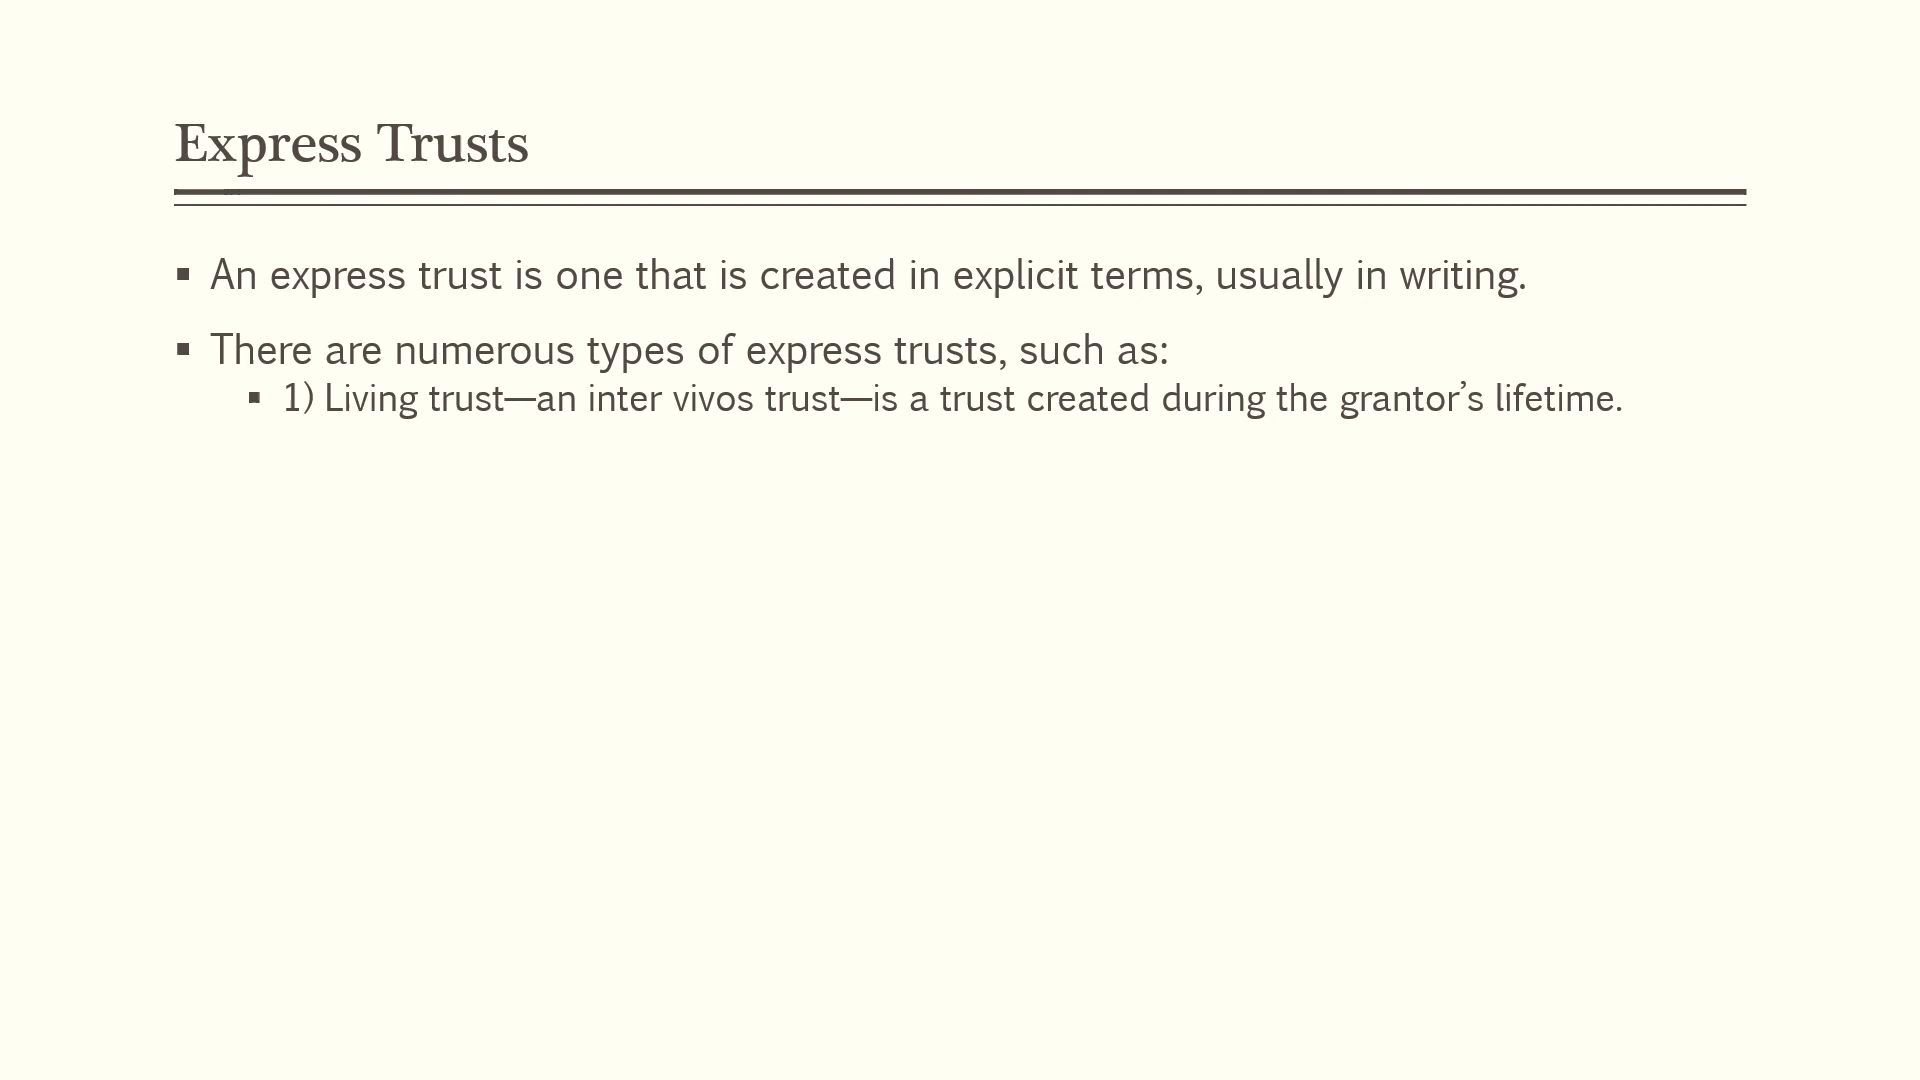 Express Trusts
▪ An express trust is one that is created in explicit terms, usually in writing.
▪ There are numerous types of express trusts, such as:
▪ 1) Living trust—an inter vivos trust—is a trust created during the grantor’s lifetime.